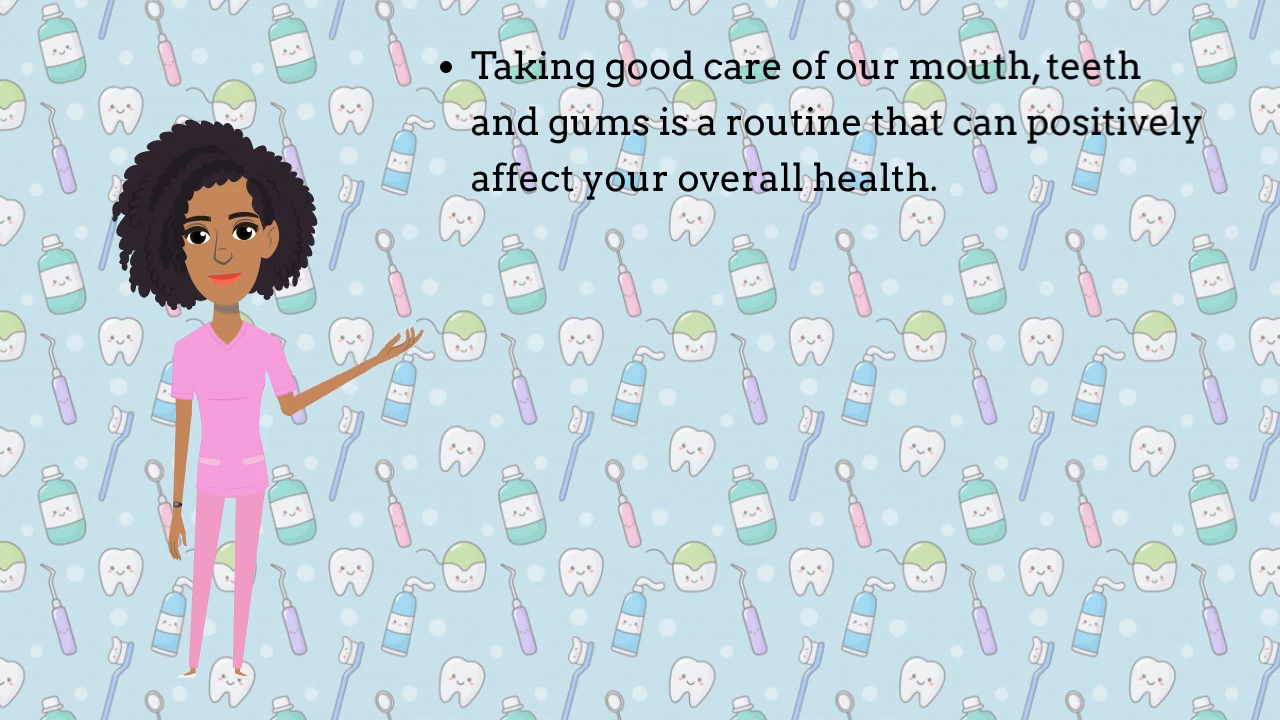 • Taking good care of our mouth, teeth
and gums is a routine that can positively
affect your overall health.